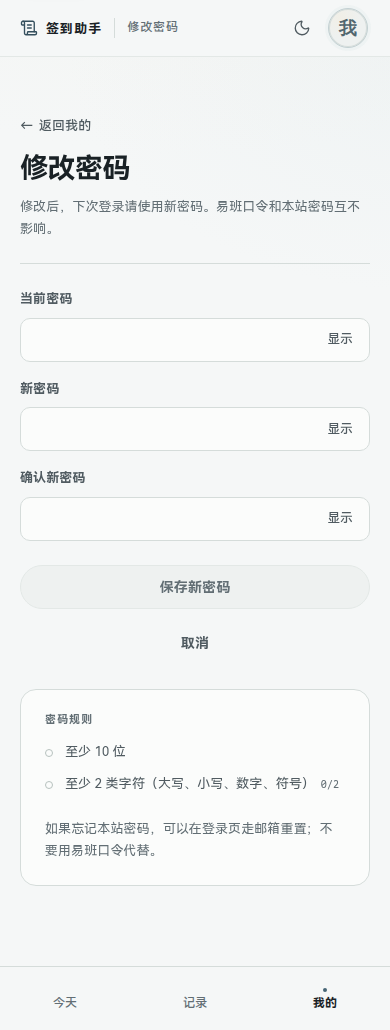 签到助手
修改密码
我
← 返回我的
修改密码
修改后，下次登录请使用新密码。易班口令和本站密码互不
影响。
当前密码
显示
新密码
显示
确认新密码
显示
保存新密码
取消
密码规则
至少 10 位
至少 2 类字符（大写、小写、数字、符号） 0/2
如果忘记本站密码，可以在登录页走邮箱重置；不
要用易班口令代替。
今天
记录
我的